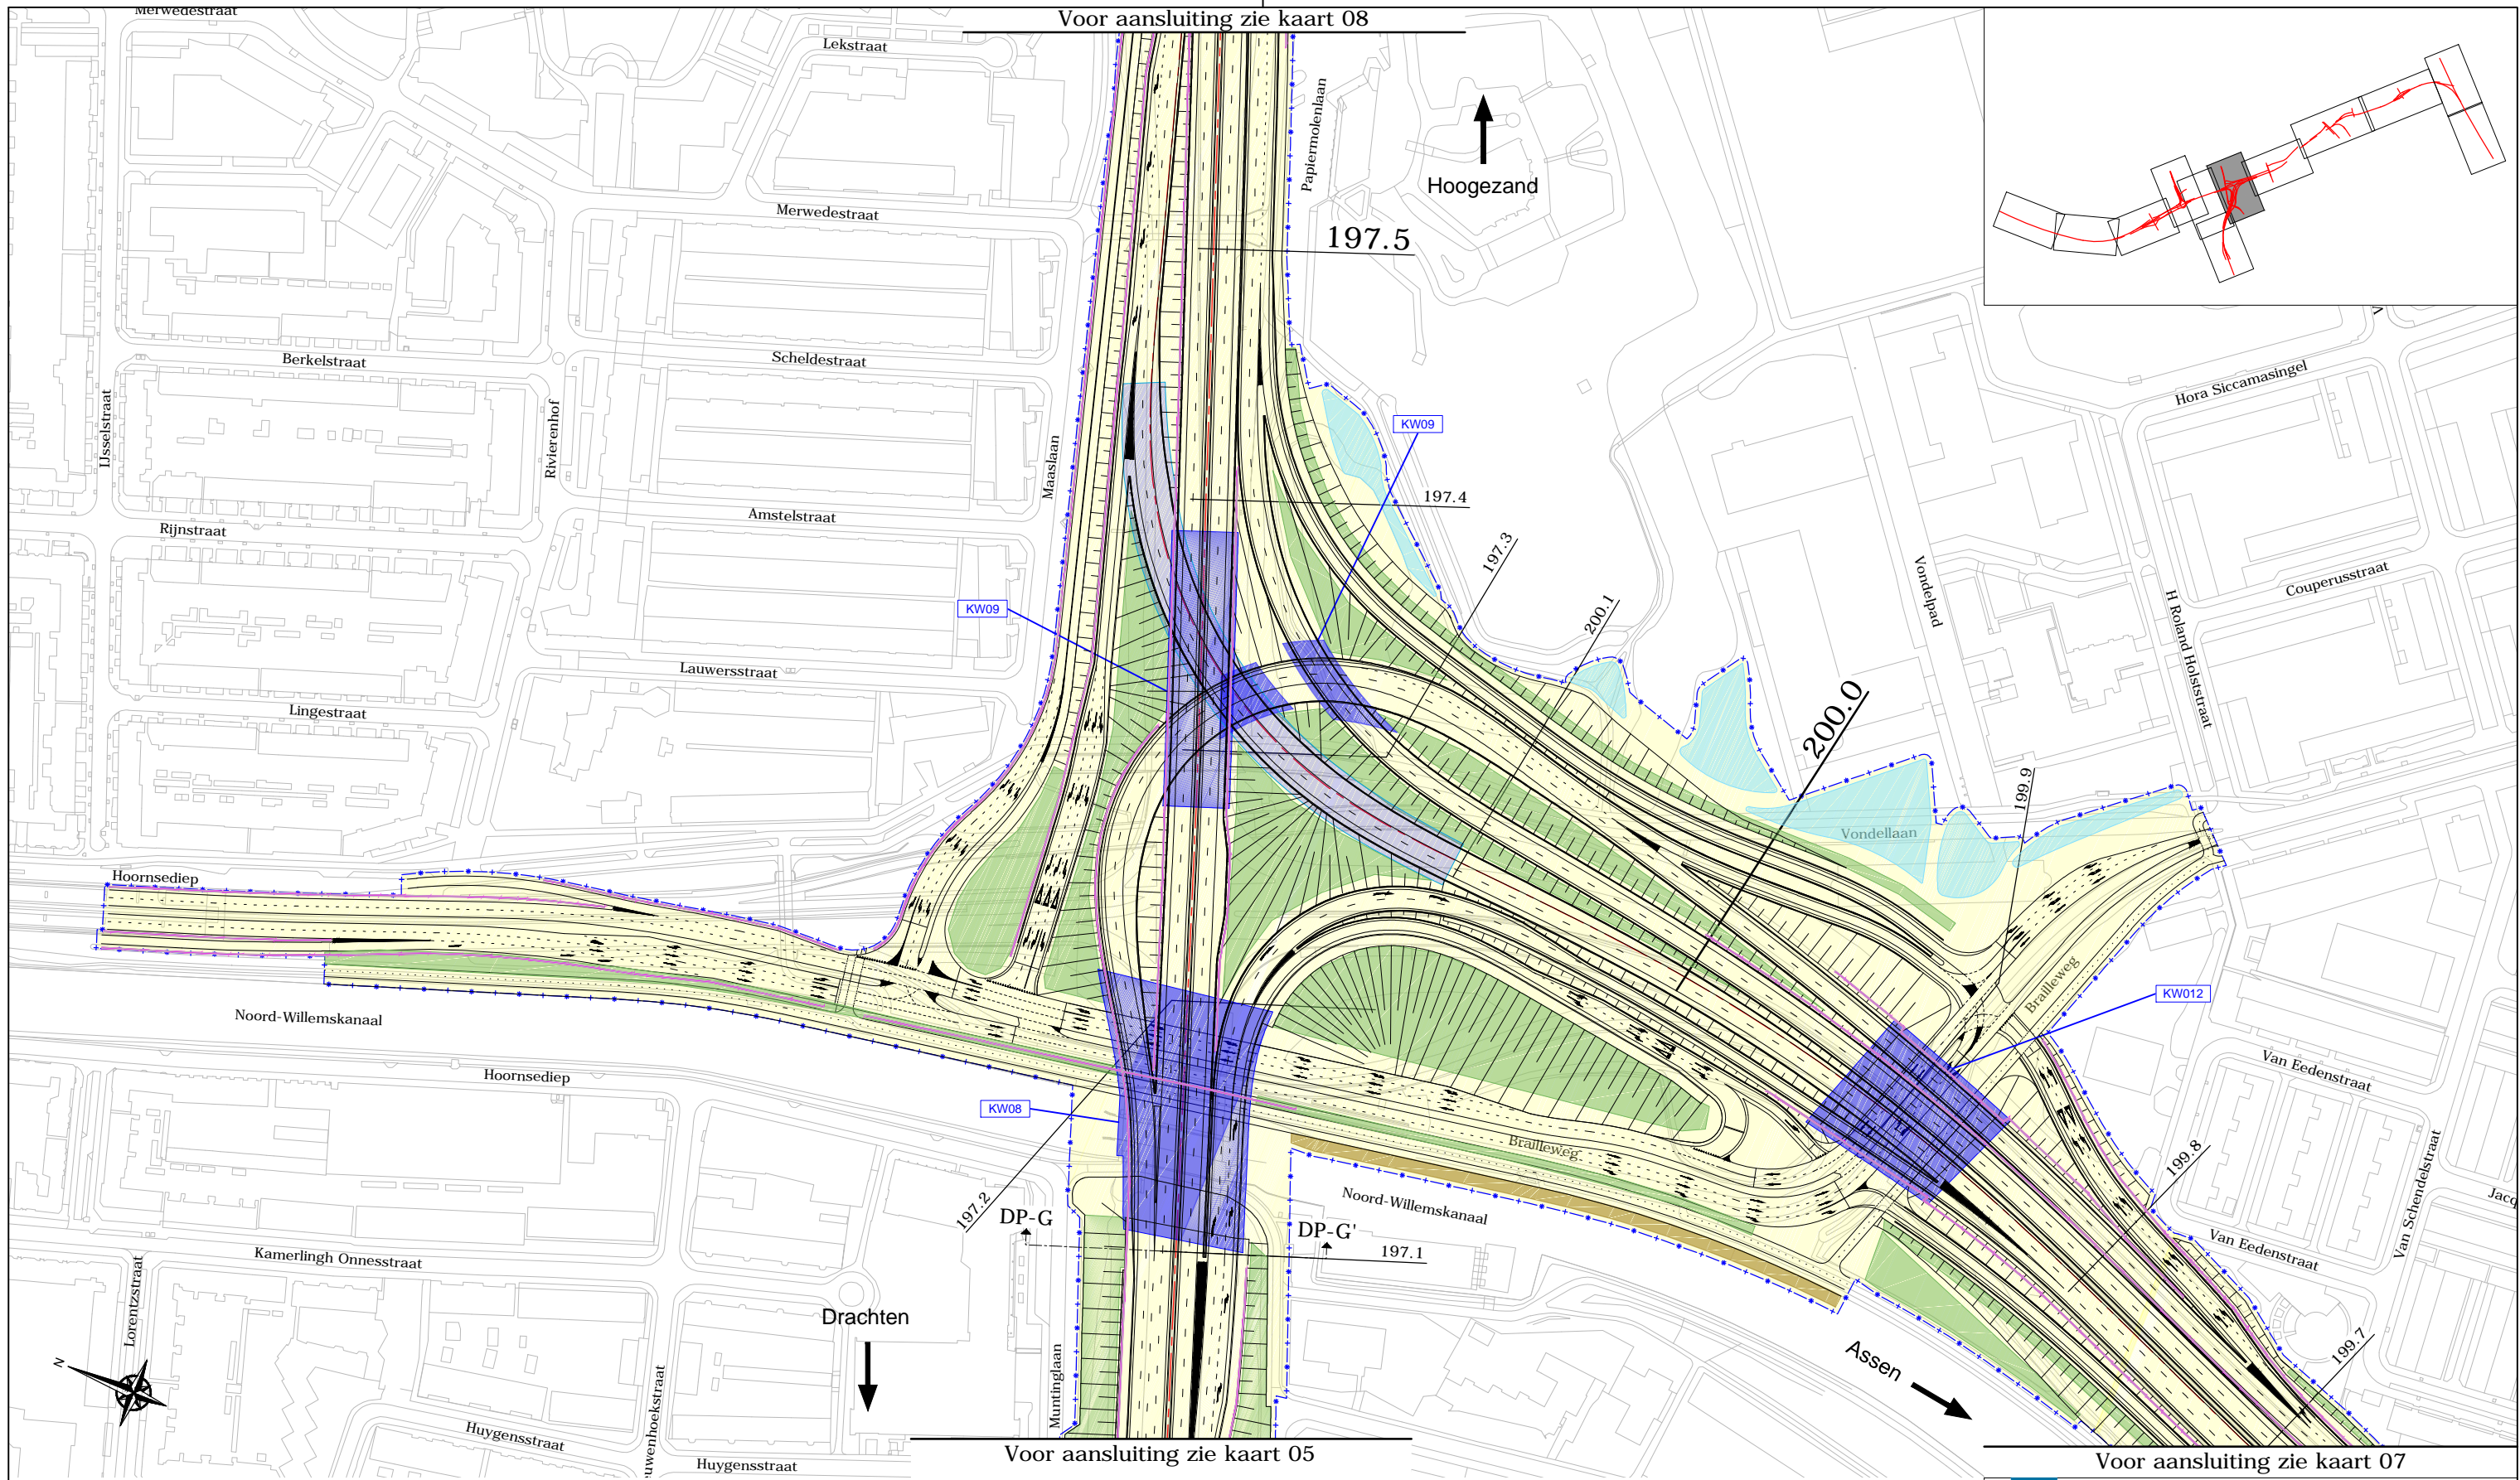 Merwedestraat
Voor aansluiting zie kaart 08
Lekstraat
Papiermolenlaan
Hoogezand
Merwedestraat
197.5
Berkelstraat
Scheldestraat
Hora Siccamasingel
IJsselstraat
Rivierenhof
KW09
Maaslaan
197.4
Amstelstraat
Rijnstraat
197.3
Vondelpad
Couperusstraat
KW09
200.1
H Roland Holststraat
Lauwersstraat
Lingestraat
200.0
199.9
Vondellaan
Hoornsediep
Brailleweg
KW012
Noord-Willemskanaal
Van Eedenstraat
Hoornsediep
KW08
Brailleweg
199.8
Van Schendelstraat
Noord-Willemskanaal
Jacq
197.2
DP-G
DP-G'
197.1
Van Eedenstraat
Kamerlingh Onnesstraat
Lorentzstraat
Drachten
Assen
199.7
N
Muntinglaan
euwenhoekstraat
Huygensstraat
Voor aansluiting zie kaart 05
Huygensstraat
Voor aansluiting zie kaart 07